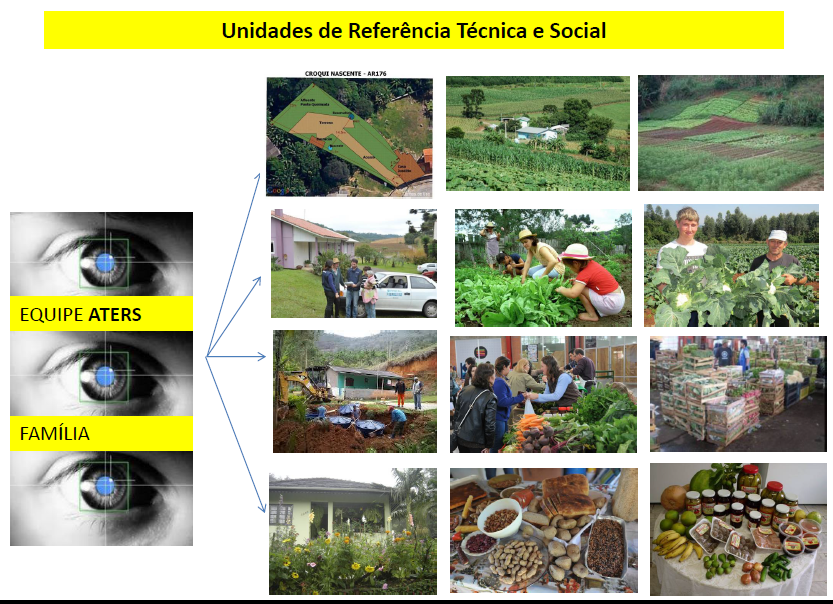 Unidades de Referência Técnica e Social
CROQUI NASCENTE - AR176
EQUIPE ATERS
FAMÍLIA